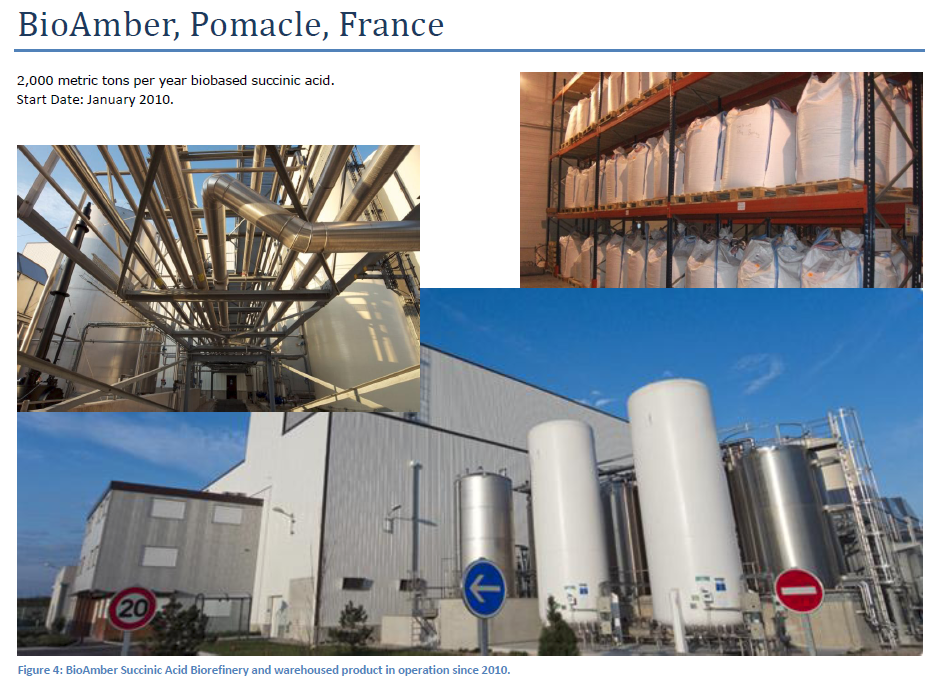 BioAmber, Pomacle, France
2,000 metric tons per year biobased succinic acid.
Start Date: January 2010.
20
Figure 4: BioAmber Succinic Acid Biorefinery and warehoused product in operation since 2010.